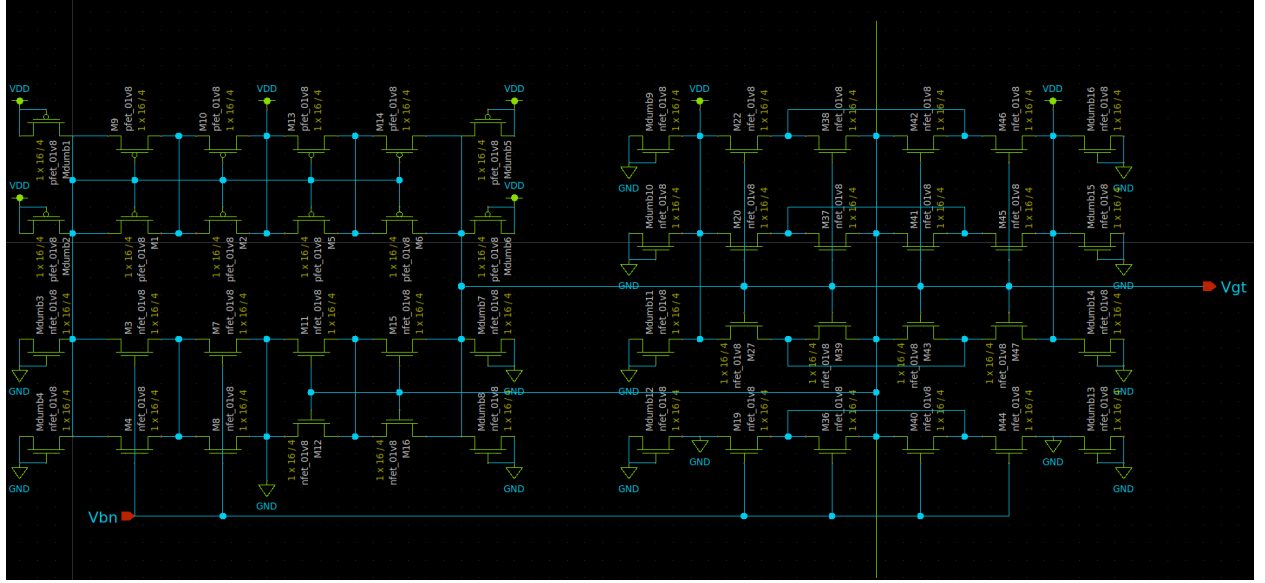 VDD
M9
pfet_01v8
1 x 16 / 4
M10
pfet_01v8
1 x 16 / 4
VDD
M13
pfet_01v8
1 x 16 / 4
M14
pfet_01v8
1 x 16 / 4
VDD
Mdumb9
nfet_01v8
1 x 16 / 4
VDD
M22
nfet_01v8
1 x 16 / 4
M38
nfet_01v8
1 x 16 / 4
M42
nfet_01v8
1 x 16 / 4
M46
nfet_01v8
1 x 16 / 4
VDD
Mdumb16
nfet_01v8
1 x 16 / 4
1 x 16 / 4
pfet_01v8
Mdumb1
1 x 16 / 4
pfet_01v8
Mdumb5
GND
GND
VDD
VDD
Mdumb10
nfet_01v8
1 x 16 / 4
M20
nfet_01v8
1 x 16 / 4
M37
nfet_01v8
1 x 16 / 4
M41
nfet_01v8
1 x 16 / 4
M45
nfet_01v8
1 x 16 / 4
Mdumb15
nfet_01v8
1 x 16 / 4
1 x 16 / 4
pfet_01v8
Mdumb2
1 x 16 / 4
pfet_01v8
M1
1 x 16 / 4
pfet_01v8
M2
1 x 16 / 4
pfet_01v8
M5
1 x 16 / 4
pfet_01v8
M6
1 x 16 / 4
pfet_01v8
Mdumb6
GND
GND
Vgt
Mdumb3
nfet_01v8
1 x 16 / 4
M3
nfet_01v8
1 x 16 / 4
M7
nfet_01v8
1 x 16 / 4
M11
nfet_01v8
1 x 16 / 4
M15
nfet_01v8
1 x 16 / 4
Mdumb7
nfet_01v8
1 x 16 / 4
Mdumb11
nfet_01v8
1 x 16 / 4
1 x 16 / 4
nfet_01v8
M27
1 x 16 / 4
nfet_01v8
M39
1 x 16 / 4
nfet_01v8
M43
1 x 16 / 4
nfet_01v8
M47
Mdumb14
nfet_01v8
1 x 16 / 4
GND
GND
GND
GND
Mdumb4
nfet_01v8
1 x 16 / 4
M4
nfet_01v8
1 x 16 / 4
M8
nfet_01v8
1 x 16 / 4
1 x 16 / 4
nfet_01v8
M12
1 x 16 / 4
nfet_01v8
M16
Mdumb8
nfet_01v8
1 x 16 / 4
Mdumb12
nfet_01v8
1 x 16 / 4
M19
nfet_01v8
1 x 16 / 4
M36
nfet_01v8
1 x 16 / 4
M40
nfet_01v8
1 x 16 / 4
M44
nfet_01v8
1 x 16 / 4
Mdumb13
nfet_01v8
1 x 16 / 4
GND
GND
GND
GND
GND
GND
GND
Vbn